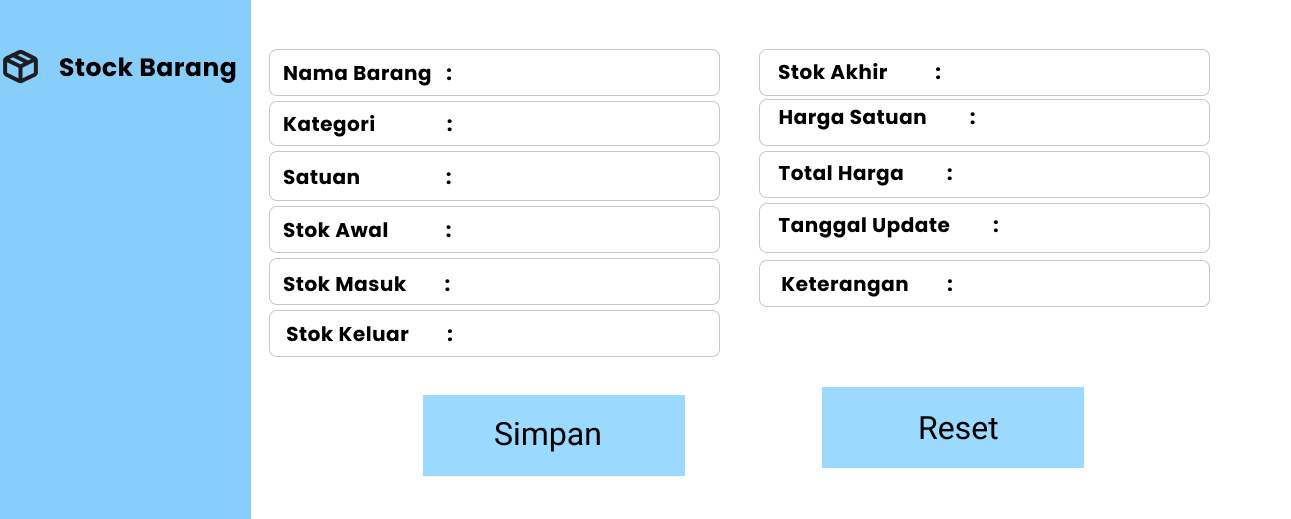 Stock Barang
Nama Barang :
Kategori :
Satuan :
Stok Awal :
Stok Masuk :
Stok Keluar :
Stok Akhir :
Harga Satuan :
Total Harga :
Tanggal Update :
Keterangan :
Simpan
Reset